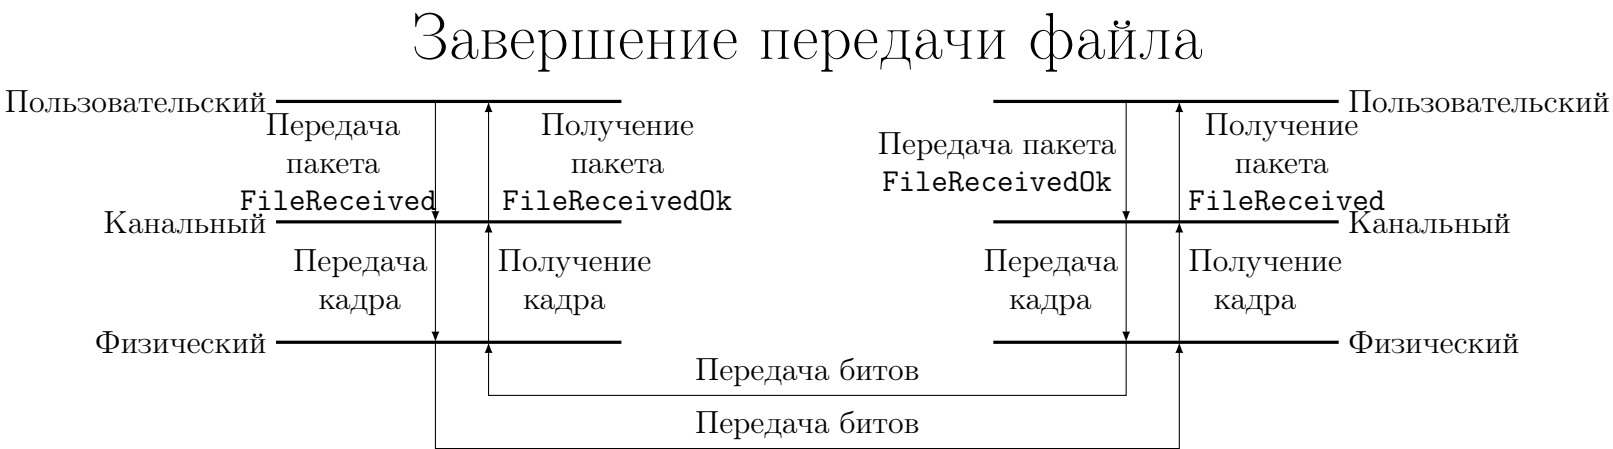 Завершение передачи файла
Пользовательский
Пользовательский
Передача
пакета
FileReceived
Получение
пакета
FileReceivedOk
Передача пакета
FileReceivedOk
Получение
пакета
FileReceived
Канальный
Канальный
Передача
кадра
Получение
кадра
Передача
кадра
Получение
кадра
Физический
Физический
Передача битов
Передача битов